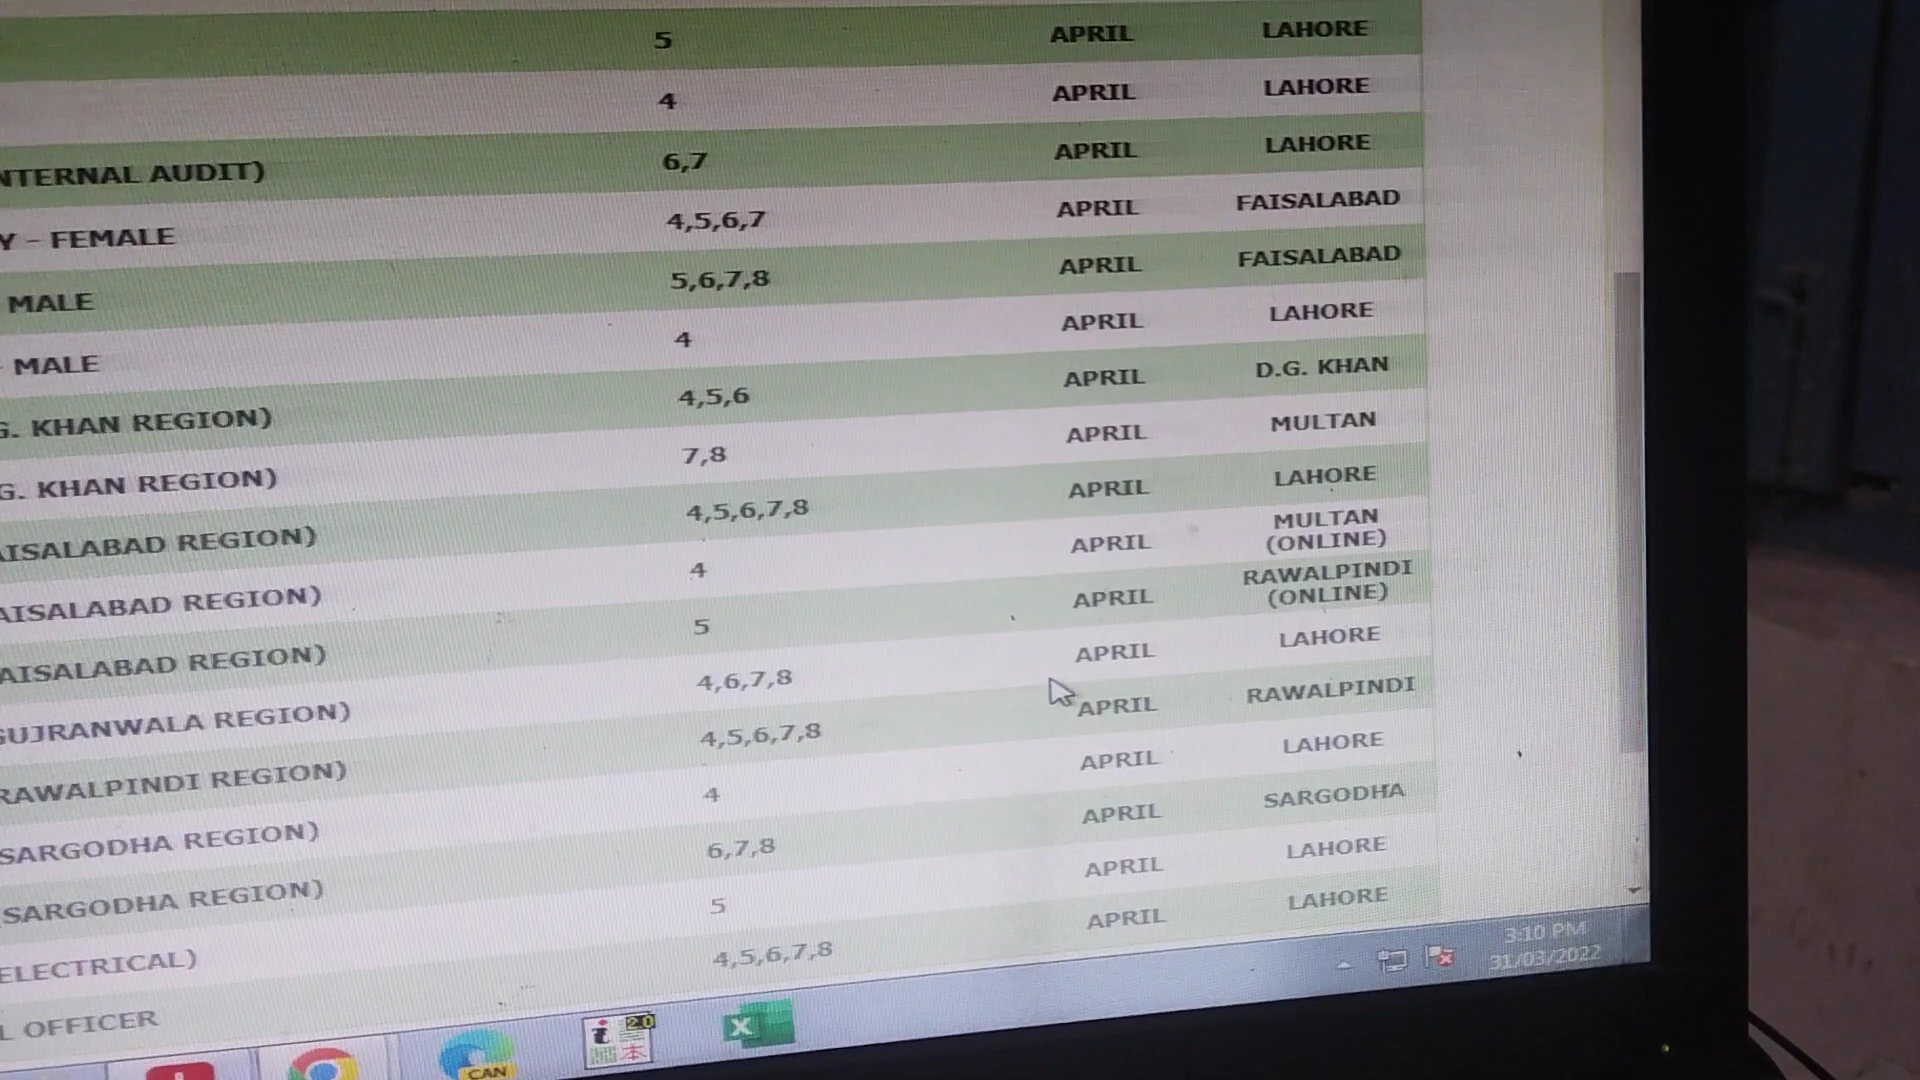 5 APRIL LAHORE
4 APRIL LAHORE
NTERNAL AUDIT) 6,7 APRIL LAHORE
Y - FEMALE 4,5,6,7 APRIL FAISALABAD
MALE 5,6,7,8 APRIL FAISALABAD
- MALE 4 APRIL LAHORE
G. KHAN REGION) 4,5,6 APRIL D.G. KHAN
G. KHAN REGION) 7,8 APRIL MULTAN
AISALABAD REGION) 4,5,6,7,8 APRIL LAHORE
AISALABAD REGION) 4 APRIL MULTAN
(ONLINE)
AISALABAD REGION) 5 APRIL RAWALPINDI
(ONLINE)
GUJRANWALA REGION) 4,6,7,8 APRIL LAHORE
RAWALPINDI REGION) 4,5,6,7,8 APRIL RAWALPINDI
SARGODHA REGION) 4 APRIL LAHORE
(SARGODHA REGION) 6,7,8 APRIL SARGODHA
ELECTRICAL) 5 APRIL LAHORE
L OFFICER 4,5,6,7,8 APRIL LAHORE
3:10 PM
31/03/2022
CAN
i 2.0
本
X